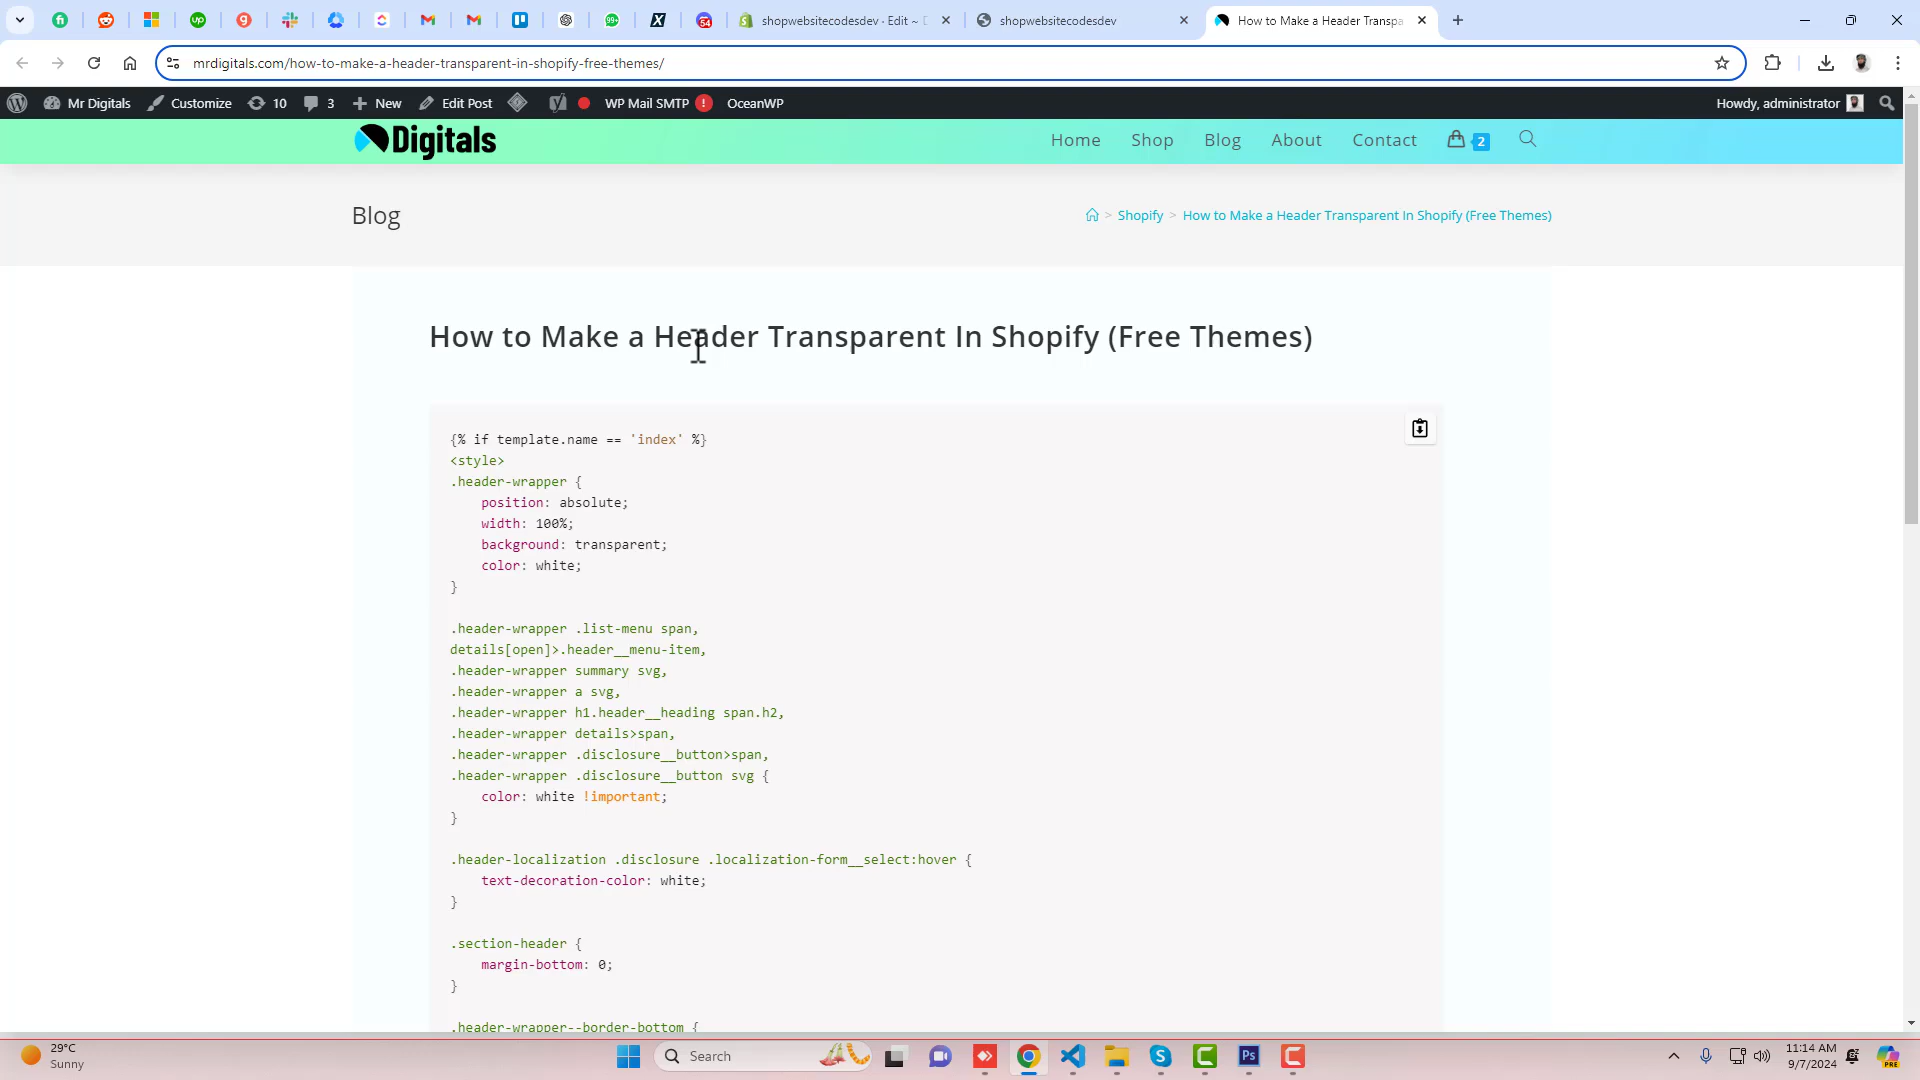 shopwebsitecodesdev · Edit ~ D
shopwebsitecodesdev
How to Make a Header Transpa
mrdigitals.com/how-to-make-a-header-transparent-in-shopify-free-themes/
Mr Digitals
Customize
10
3
New
Edit Post
WP Mail SMTP !
OceanWP
Howdy, administrator
Digitals
Home
Shop
Blog
About
Contact
2
Blog
> Shopify > How to Make a Header Transparent In Shopify (Free Themes)
How to Make a Header Transparent In Shopify (Free Themes)
{% if template.name == 'index' %}
<style>
.header-wrapper {
position: absolute;
width: 100%;
background: transparent;
color: white;
}
.header-wrapper .list-menu span,
details[open]>.header__menu-item,
.header-wrapper summary svg,
.header-wrapper a svg,
.header-wrapper h1.header__heading span.h2,
.header-wrapper details>span,
.header-wrapper .disclosure__button>span,
.header-wrapper .disclosure__button svg {
color: white !important;
}
.header-localization .disclosure .localization-form__select:hover {
text-decoration-color: white;
}
.section-header {
margin-bottom: 0;
}
.header-wrapper--border-bottom {
29°C
Sunny
Search
11:14 AM
9/7/2024